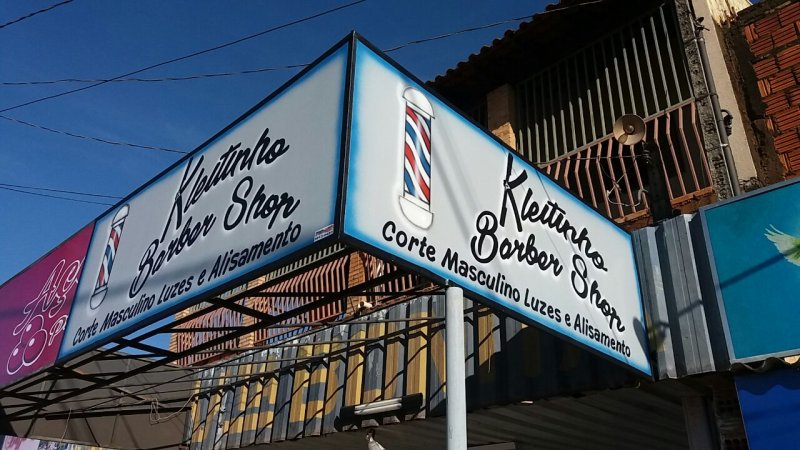 Kleitinho
Barber Shop
Corte Masculino Luzes e Alisamento
Kleitinho
Barber Shop
Corte Masculino Luzes e Alisamento